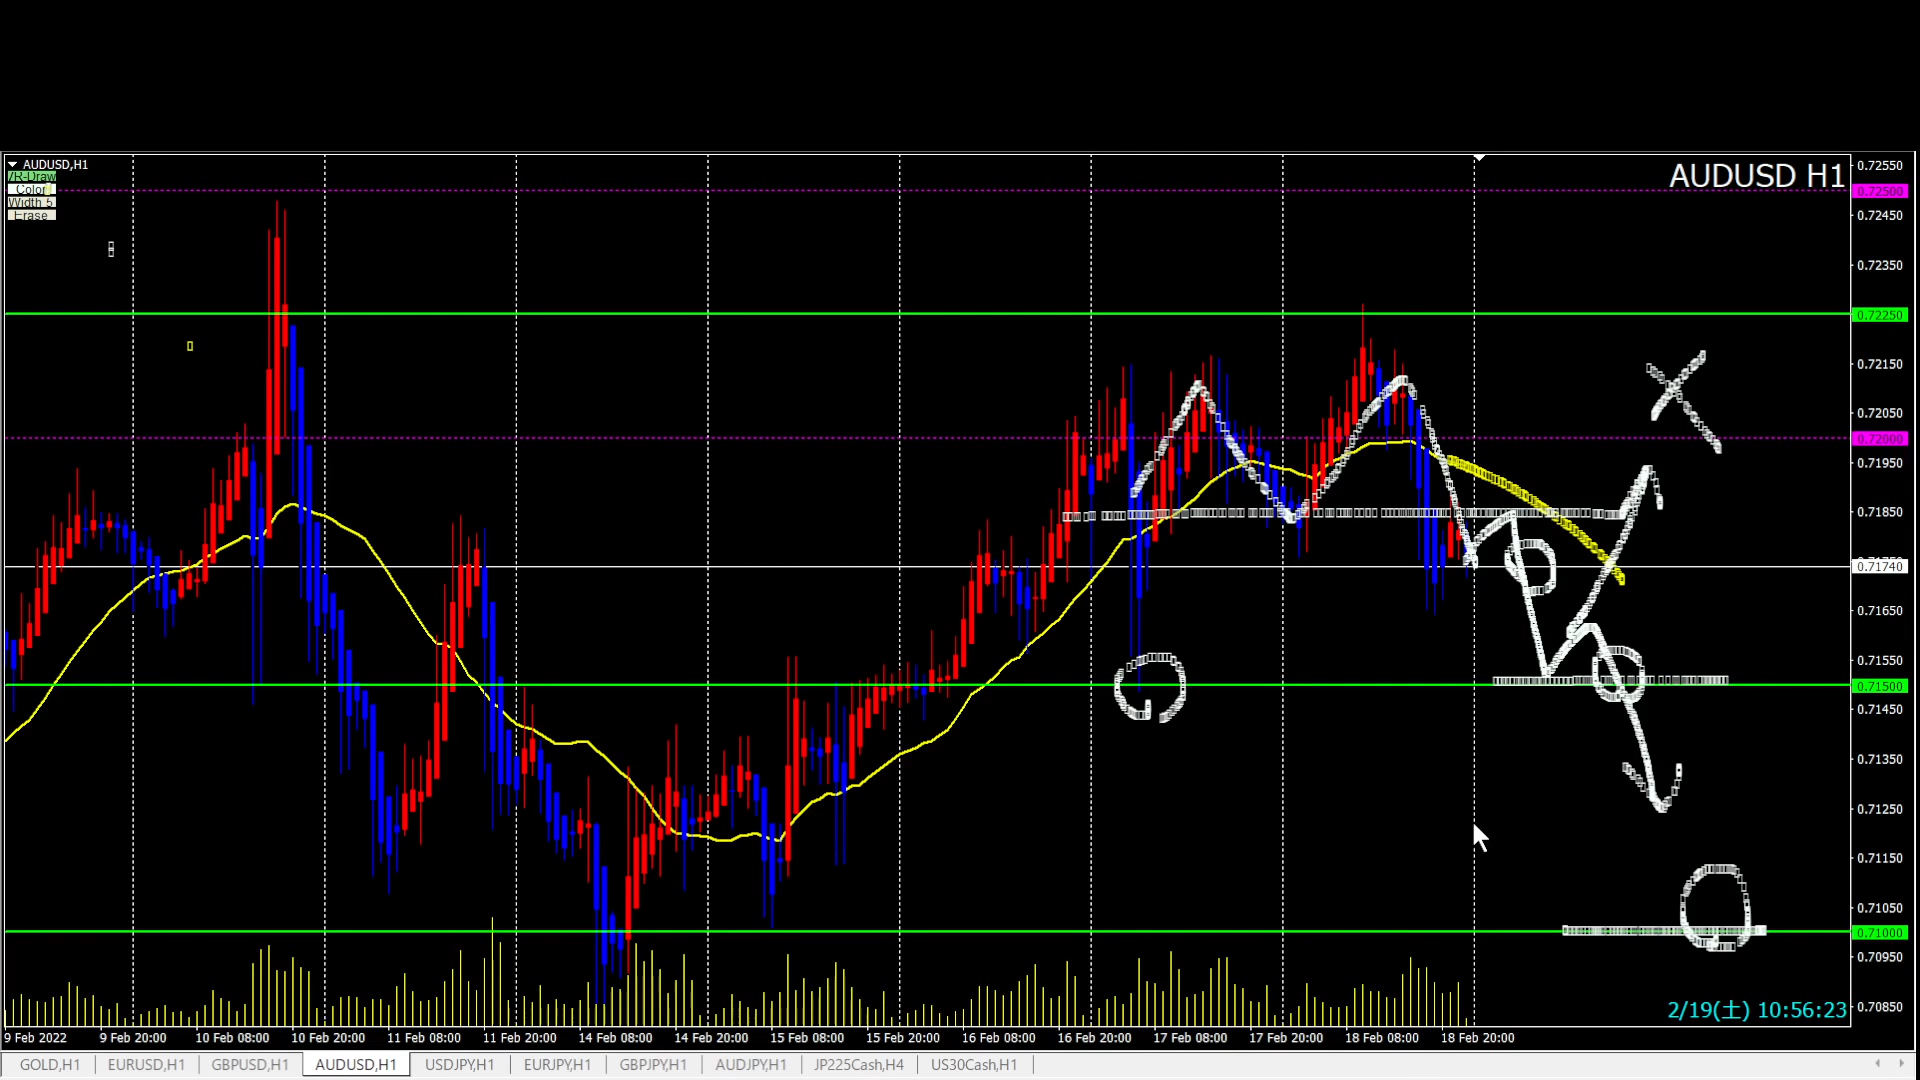 AUDUSD,H1
VR-Draw
Color
Width 5
Erase
AUDUSD H1
0.72550
0.72500
0.72450
0.72350
0.72250
0.72150
0.72050
0.72000
0.71950
0.71850
0.71740
0.71650
0.71550
0.71500
0.71450
0.71350
0.71250
0.71150
0.71050
0.71000
0.70950
0.70850
2/19(土) 10:56:23
9 Feb 2022 9 Feb 20:00 10 Feb 08:00 10 Feb 20:00 11 Feb 08:00 11 Feb 20:00 14 Feb 08:00 14 Feb 20:00 15 Feb 08:00 15 Feb 20:00 16 Feb 08:00 16 Feb 20:00 17 Feb 08:00 17 Feb 20:00 18 Feb 08:00 18 Feb 20:00
GOLD,H1 EURUSD,H1 GBPUSD,H1 AUDUSD,H1 USDJPY,H1 EURJPY,H1 GBPJPY,H1 AUDJPY,H1 JP225Cash,H4 US30Cash,H1